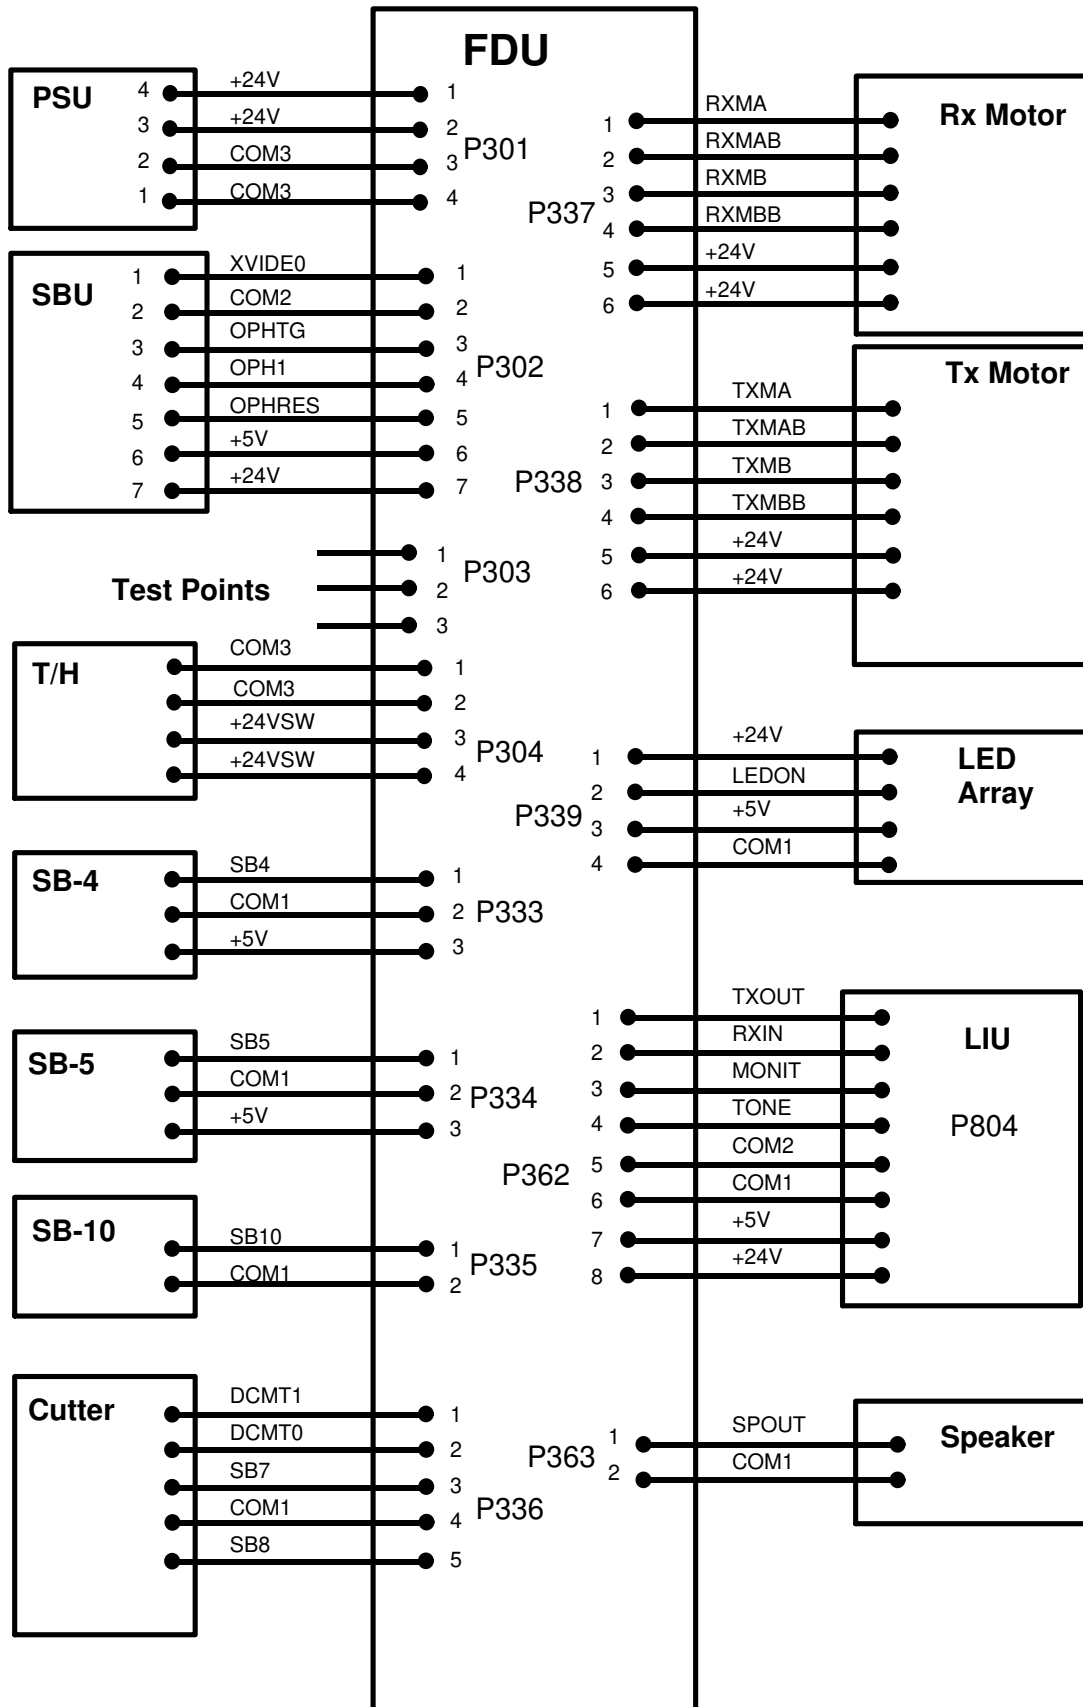 FDU
PSU
4 +24V 1
3 +24V 2
P301
2 COM3 3
1 COM3 4
SBU
1 XVIDE0 1
2 COM2 2
3 OPHTG 3
P302
4 OPH1 4
5 OPHRES 5
6 +5V 6
7 +24V 7
Test Points
1
P303
2
3
T/H
COM3 1
COM3 2
+24VSW 3
P304
+24VSW 4
SB-4
SB4 1
COM1 2 P333
+5V 3
SB-5
SB5 1
COM1 2 P334
+5V 3
SB-10
SB10 1
P335
COM1 2
Cutter
DCMT1 1
DCMT0 2
SB7 3
P336
COM1 4
SB8 5
Rx Motor
1 RXMA
2 RXMAB
P337
3 RXMB
4 RXMBB
5 +24V
6 +24V
Tx Motor
1 TXMA
2 TXMAB
P338 3 TXMB
4 TXMBB
5 +24V
6 +24V
LED
Array
1 +24V
2 LEDON
P339
3 +5V
4 COM1
LIU
P804
1 TXOUT
2 RXIN
3 MONIT
4 TONE
P362
5 COM2
6 COM1
7 +5V
8 +24V
Speaker
P363
1 SPOUT
2 COM1